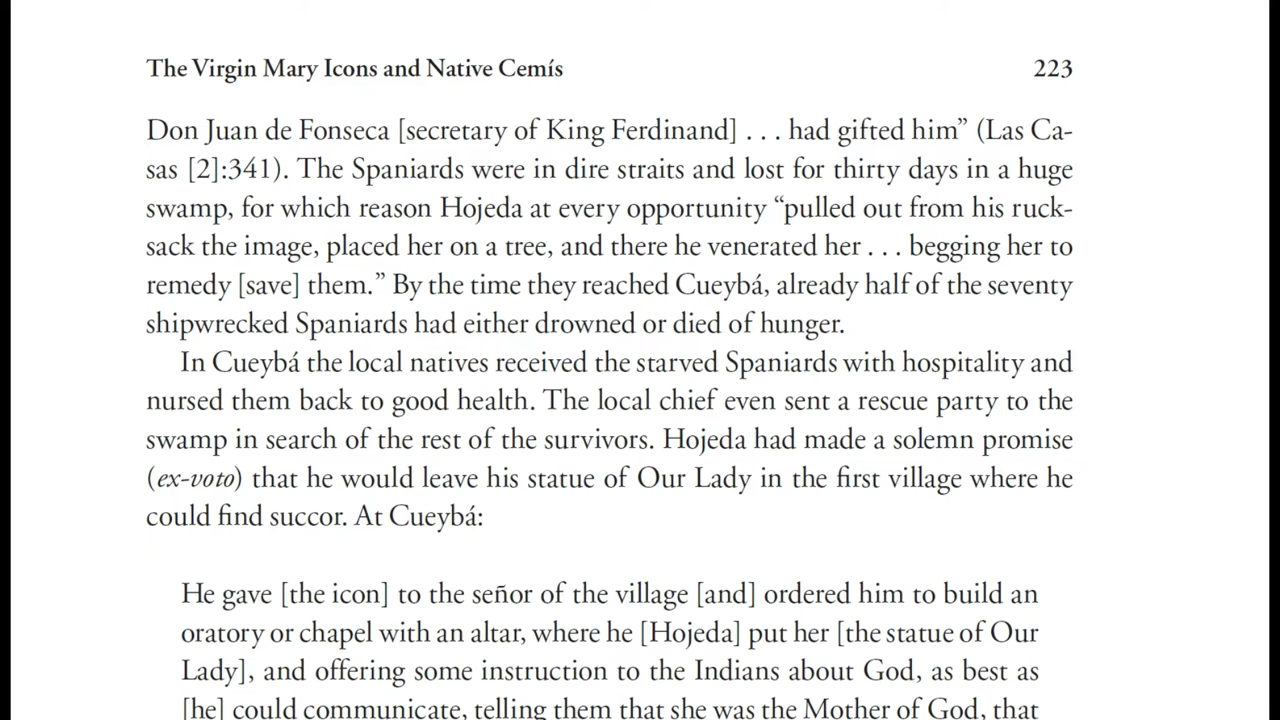 The Virgin Mary Icons and Native Cemís 223
Don Juan de Fonseca [secretary of King Ferdinand] . . . had gifted him” (Las Ca-
sas [2]:341). The Spaniards were in dire straits and lost for thirty days in a huge
swamp, for which reason Hojeda at every opportunity “pulled out from his ruck-
sack the image, placed her on a tree, and there he venerated her . . . begging her to
remedy [save] them.” By the time they reached Cueybá, already half of the seventy
shipwrecked Spaniards had either drowned or died of hunger.
In Cueybá the local natives received the starved Spaniards with hospitality and
nursed them back to good health. The local chief even sent a rescue party to the
swamp in search of the rest of the survivors. Hojeda had made a solemn promise
(ex-voto) that he would leave his statue of Our Lady in the first village where he
could find succor. At Cueybá:
He gave [the icon] to the señor of the village [and] ordered him to build an
oratory or chapel with an altar, where he [Hojeda] put her [the statue of Our
Lady], and offering some instruction to the Indians about God, as best as
[he] could communicate, telling them that she was the Mother of God, that